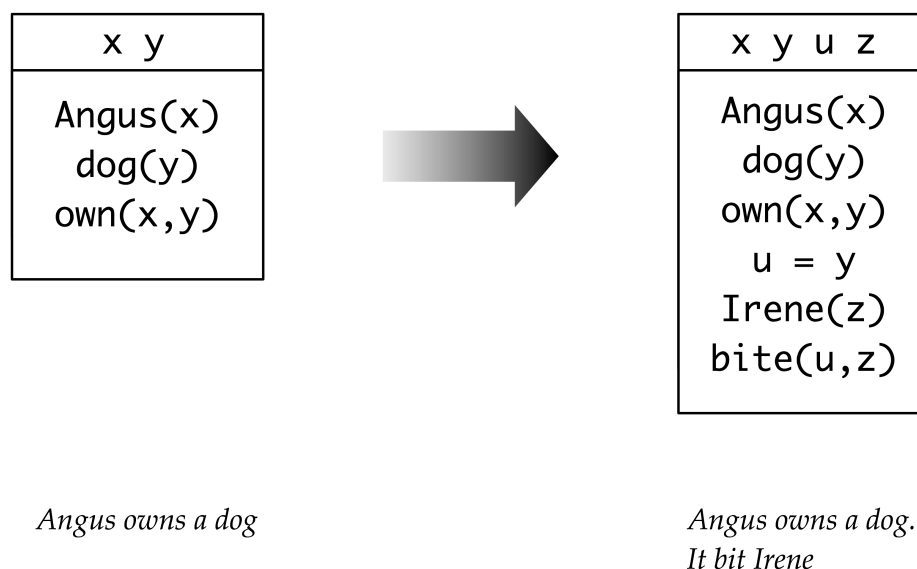 x y
Angus(x)
dog(y)
own(x,y)
Angus owns a dog
x y u z
Angus(x)
dog(y)
own(x,y)
u = y
Irene(z)
bite(u,z)
Angus owns a dog.
It bit Irene